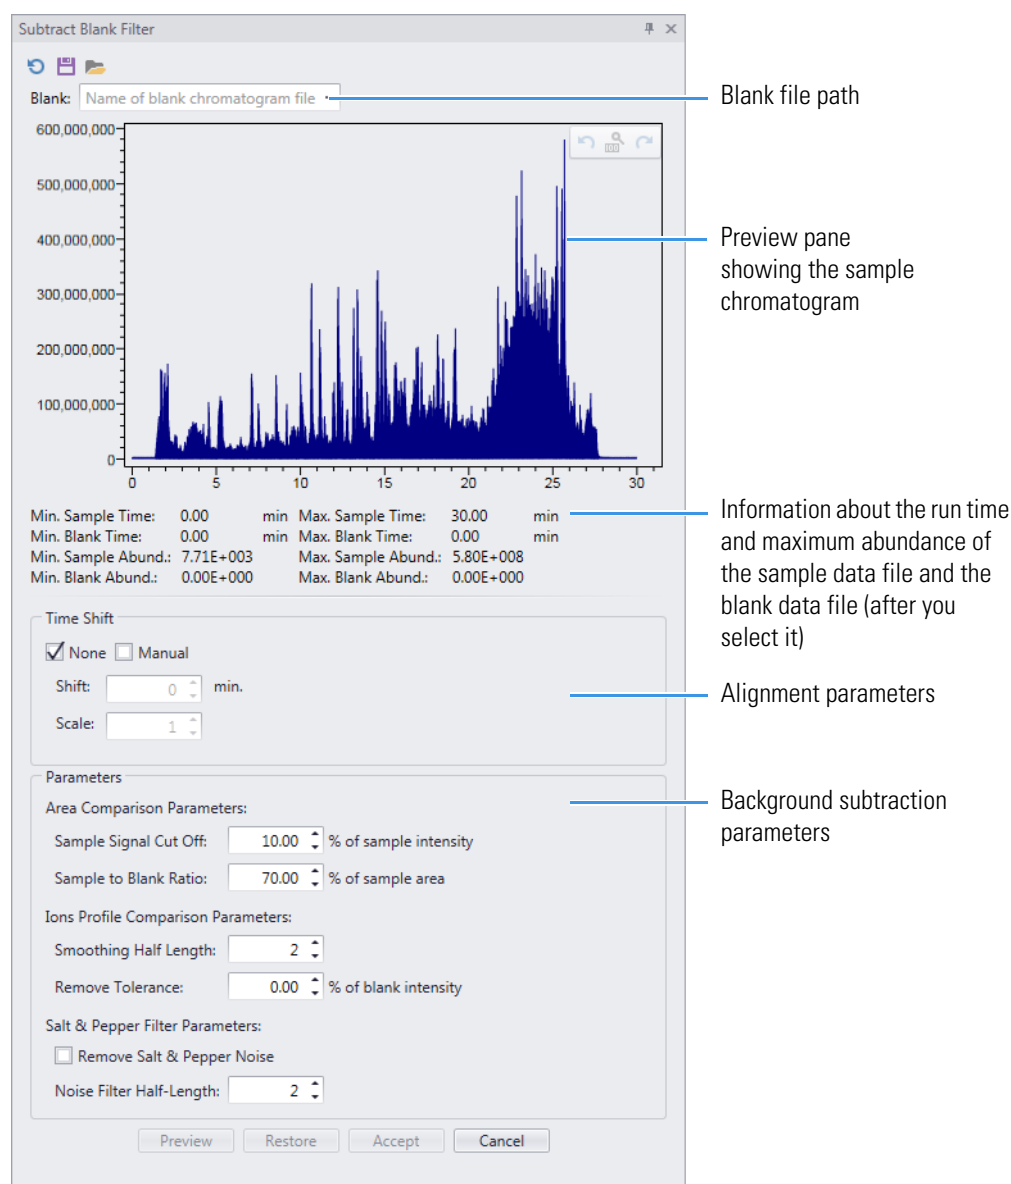 Subtract Blank Filter
Blank: Name of blank chromatogram file
Blank file path
600,000,000
500,000,000
400,000,000
300,000,000
200,000,000
100,000,000
0
0 5 10 15 20 25 30
Preview pane
showing the sample
chromatogram
Min. Sample Time: 0.00 min Max. Sample Time: 30.00 min
Min. Blank Time: 0.00 min Max. Blank Time: 0.00 min
Min. Sample Abund.: 7.71E+003 Max. Sample Abund.: 5.80E+008
Min. Blank Abund.: 0.00E+000 Max. Blank Abund.: 0.00E+000
Information about the run time
and maximum abundance of
the sample data file and the
blank data file (after you
select it)
Time Shift
None Manual
Shift: 0 min.
Scale: 1
Alignment parameters
Parameters
Area Comparison Parameters:
Sample Signal Cut Off: 10.00 % of sample intensity
Sample to Blank Ratio: 70.00 % of sample area
Background subtraction
parameters
Ions Profile Comparison Parameters:
Smoothing Half Length: 2
Remove Tolerance: 0.00 % of blank intensity
Salt & Pepper Filter Parameters:
Remove Salt & Pepper Noise
Noise Filter Half-Length: 2
Preview Restore Accept Cancel